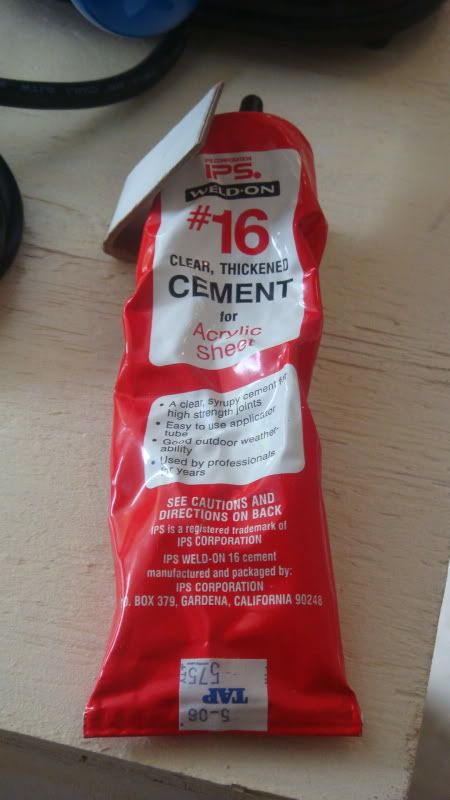 IPS CORPORATION
IPS®
WELD-ON
#16
CLEAR, THICKENED
CEMENT
for
Acrylic
Sheet
• A clear, syrupy cement for
high strength joints
• Easy to use applicator
tube
• Good outdoor weather-
ability
• Used by professionals
for years
SEE CAUTIONS AND
DIRECTIONS ON BACK
IPS is a registered trademark of
IPS CORPORATION
IPS WELD-ON 16 cement
manufactured and packaged by:
IPS CORPORATION
P.O. BOX 379, GARDENA, CALIFORNIA 90248
5-08
TAP
575